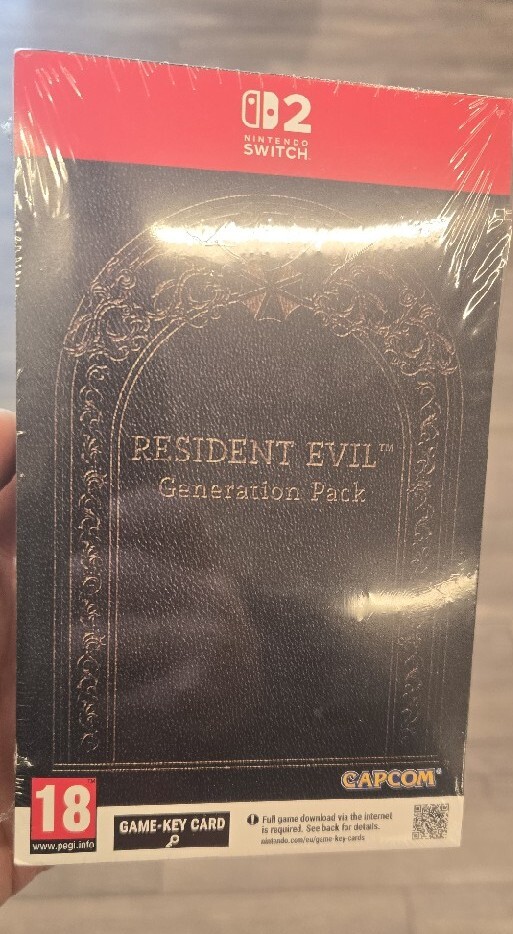 2
NINTENDO
SWITCH™
RESIDENT EVIL™
Generation Pack
CAPCOM®
18
www.pegi.info
GAME-KEY CARD
! Full game download via the internet
is required. See back for details.
nintendo.com/eu/game-key-cards